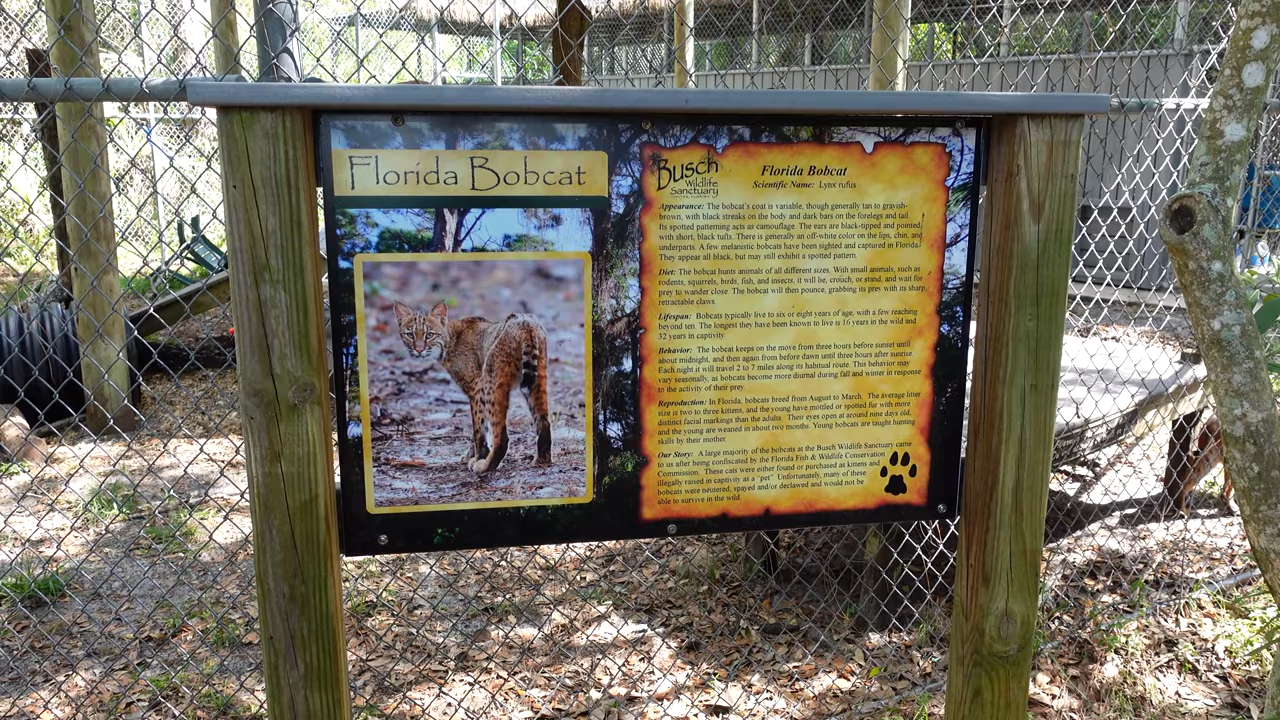 Florida Bobcat
Busch
Wildlife
Sanctuary
Florida Bobcat
Scientific Name: Lynx rufus
Appearance: The bobcat's coat is variable, though generally tan to grayish-
brown, with black streaks on the body and dark bars on the forelegs and tail.
Its spotted patterning acts as camouflage. The ears are black-tipped and pointed
with short, black tufts. There is generally an off-white color on the lips, chin, and
underparts. A few melanistic bobcats have been sighted and captured in Florida.
They appear all black, but may still exhibit a spotted pattern.
Diet: The bobcat hunts animals of all different sizes. With small animals, such as
rodents, squirrels, birds, fish, and insects, it will lie, crouch, or stand, and wait for
prey to wander close. The bobcat will then pounce, grabbing its prey with its sharp,
retractable claws.
Lifespan: Bobcats typically live to six or eight years of age, with a few reaching
beyond ten. The longest they have been known to live is 16 years in the wild and
32 years in captivity.
Behavior: The bobcat keeps on the move from three hours before sunset until
about midnight, and then again from before dawn until three hours after sunrise.
Each night it will travel 2 to 7 miles along its habitual route. This behavior may
vary seasonally, as bobcats become more diurnal during fall and winter in response
to the activity of their prey.
Reproduction: In Florida, bobcats breed from August to March. The average litter
size is two to three kittens, and the young have mottled or spotted fur with more
distinct facial markings than the adults. Their eyes open at around nine days old,
and the young are weaned in about two months. Young bobcats are taught hunting
skills by their mother.
Our Story: A large majority of the bobcats at the Busch Wildlife Sanctuary came
to us after being confiscated by the Florida Fish & Wildlife Conservation
Commission. These cats were either found or purchased as kittens and
illegally raised in captivity as a "pet". Unfortunately, many of these
bobcats were neutered, spayed and/or declawed and would not be
able to survive in the wild.